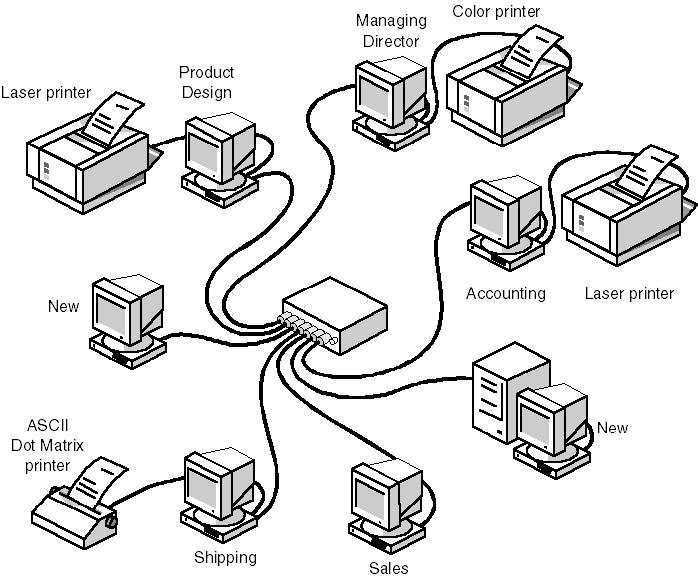 Color printer
Managing
Director
Product
Design
Laser printer
Accounting
Laser printer
New
New
ASCII
Dot Matrix
printer
Shipping
Sales